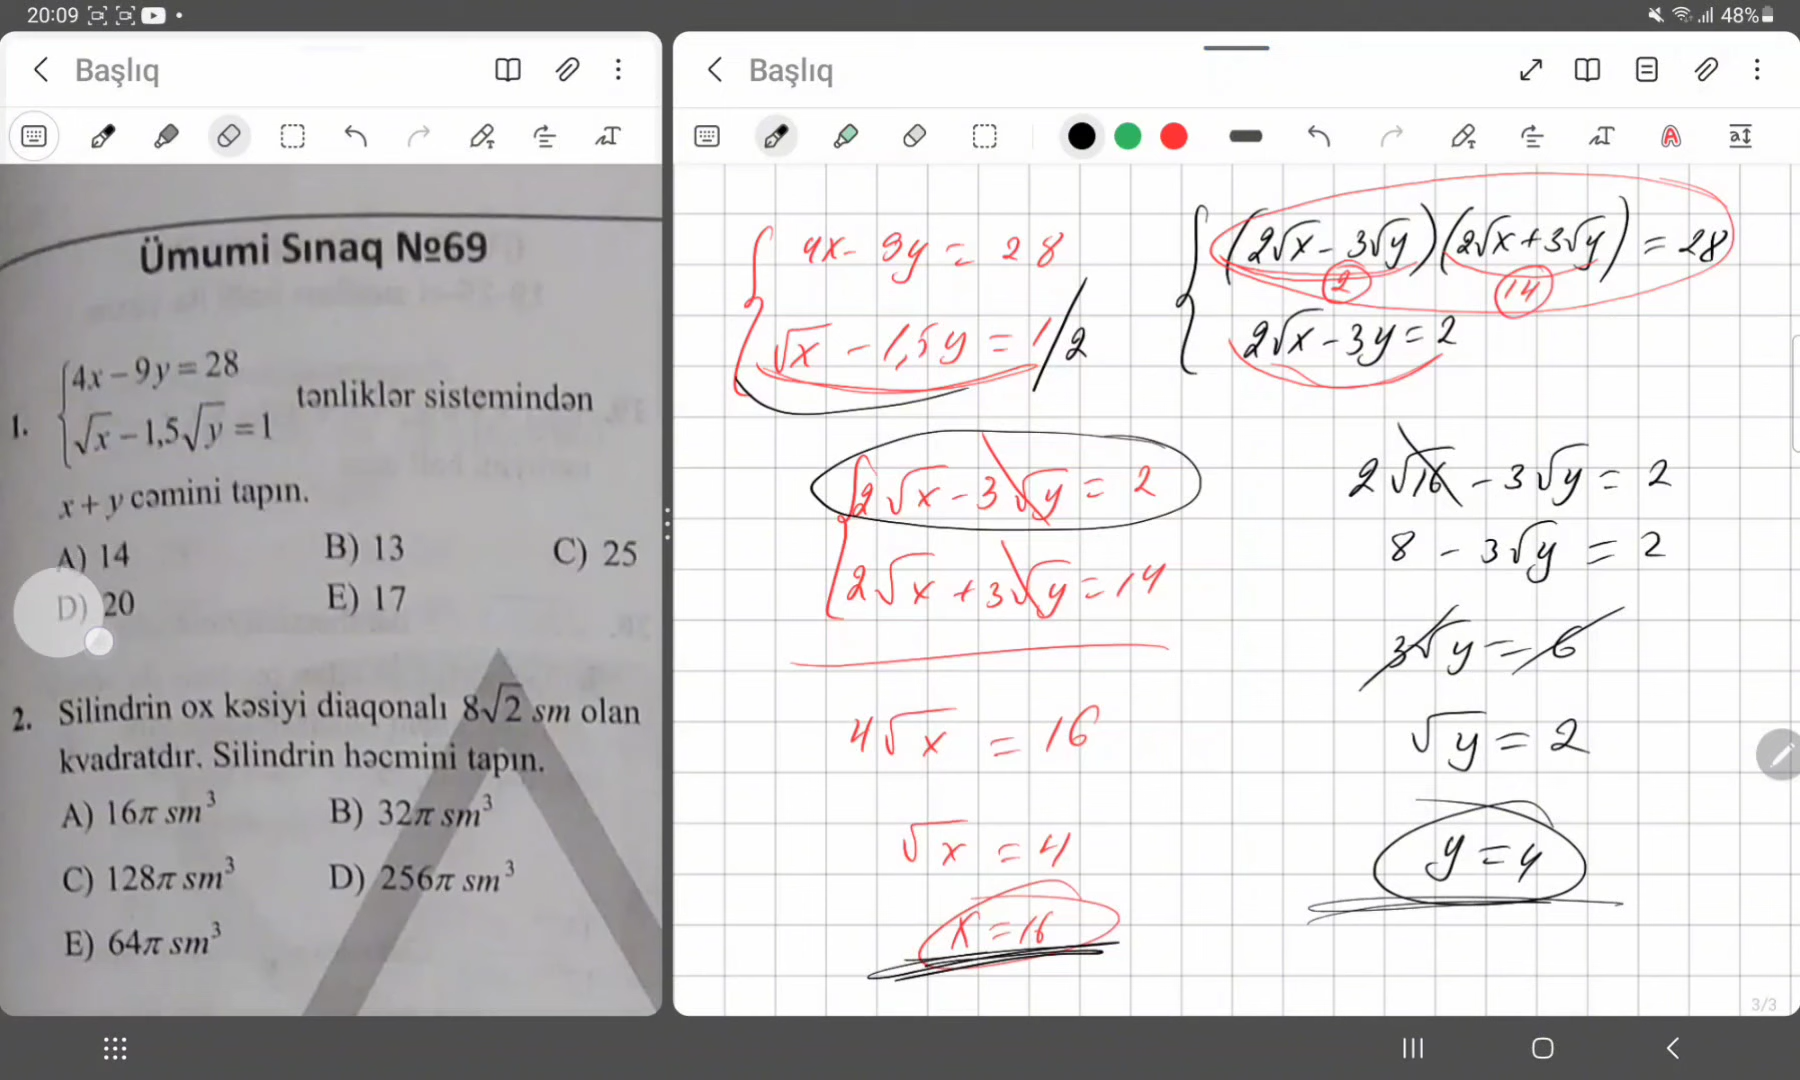 20:09
48%
Başlıq
Ümumi Sınaq №69
1. {4x − 9y = 28
√x − 1,5√y = 1 tənliklər sistemindən
x + y cəmini tapın.
A) 14 B) 13 C) 25
D) 20 E) 17
2. Silindrin ox kəsiyi diaqonalı 8√2 sm olan
kvadratdır. Silindrin həcmini tapın.
A) 16π sm³ B) 32π sm³
C) 128π sm³ D) 256π sm³
E) 64π sm³
Başlıq
4x - 9y = 28
√x - 1,5y = 1 /2
2√x - 3√y = 2
2√x + 3√y = 14
4√x = 16
√x = 4
x = 16
(2√x - 3√y)(2√x + 3√y) = 28
2 14
2√x - 3y = 2
2√16 - 3√y = 2
8 - 3√y = 2
3√y = 6
√y = 2
y = 4
3/3